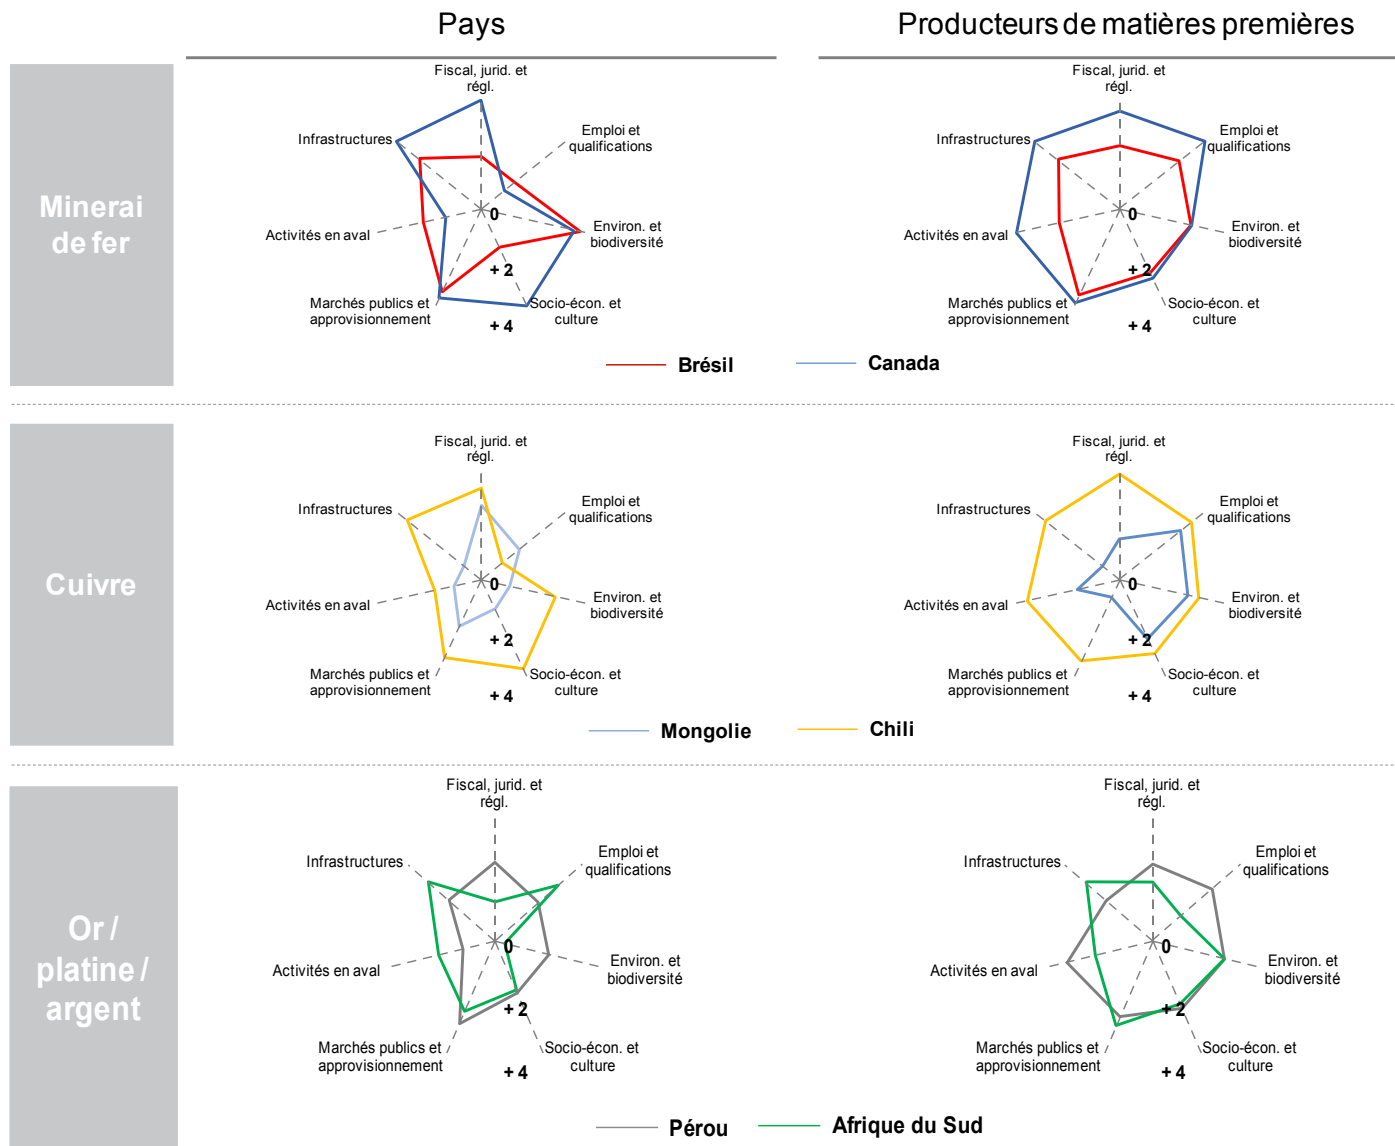 Pays
Producteurs de matières premières
Minerai
de fer
Fiscal, jurid. et
régl.
Emploi et
qualifications
Environ. et
biodiversité
Socio-écon. et
culture
Marchés publics et
approvisionnement
Activités en aval
Infrastructures
0
+ 2
+ 4
Fiscal, jurid. et
régl.
Emploi et
qualifications
Environ. et
biodiversité
Socio-écon. et
culture
Marchés publics et
approvisionnement
Activités en aval
Infrastructures
0
+ 2
+ 4
Brésil
Canada
Cuivre
Fiscal, jurid. et
régl.
Emploi et
qualifications
Environ. et
biodiversité
Socio-écon. et
culture
Marchés publics et
approvisionnement
Activités en aval
Infrastructures
0
+ 2
+ 4
Fiscal, jurid. et
régl.
Emploi et
qualifications
Environ. et
biodiversité
Socio-écon. et
culture
Marchés publics et
approvisionnement
Activités en aval
Infrastructures
0
+ 2
+ 4
Mongolie
Chili
Or /
platine /
argent
Fiscal, jurid. et
régl.
Emploi et
qualifications
Environ. et
biodiversité
Socio-écon. et
culture
Marchés publics et
approvisionnement
Activités en aval
Infrastructures
0
+ 2
+ 4
Fiscal, jurid. et
régl.
Emploi et
qualifications
Environ. et
biodiversité
Socio-écon. et
culture
Marchés publics et
approvisionnement
Activités en aval
Infrastructures
0
+ 2
+ 4
Pérou
Afrique du Sud